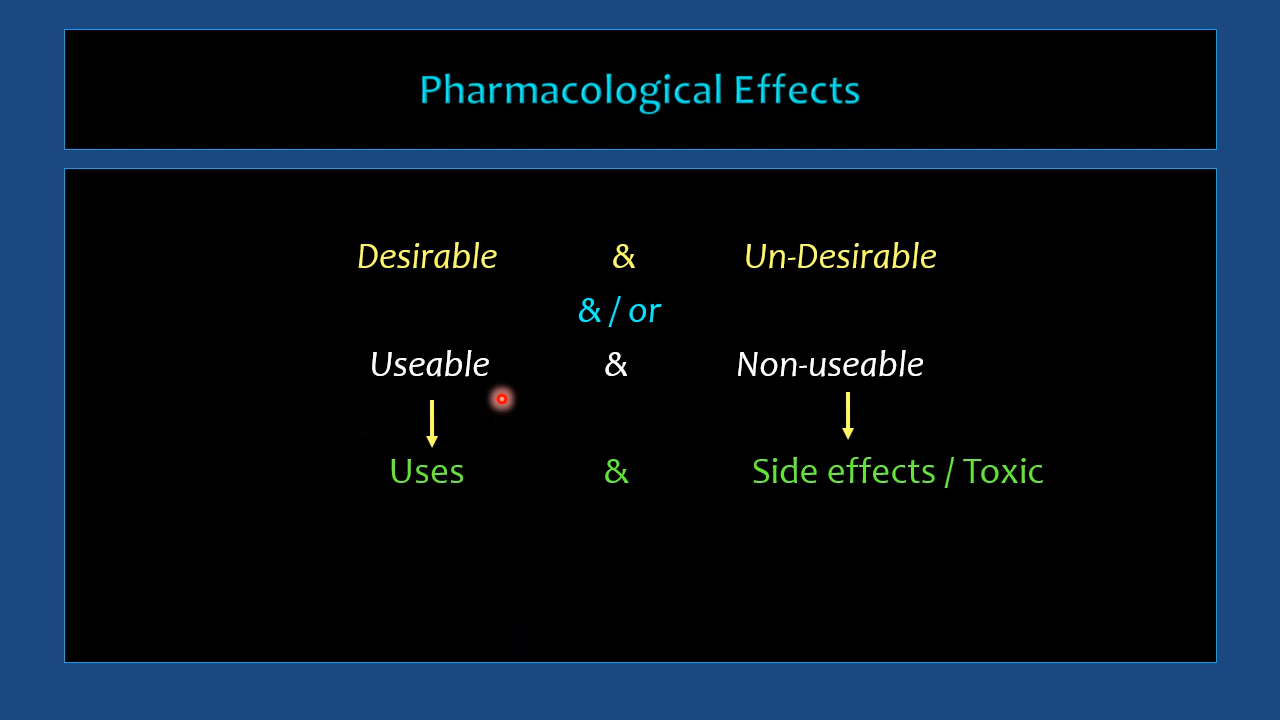 Pharmacological Effects
Desirable & Un-Desirable
& / or
Useable & Non-useable
Uses & Side effects / Toxic